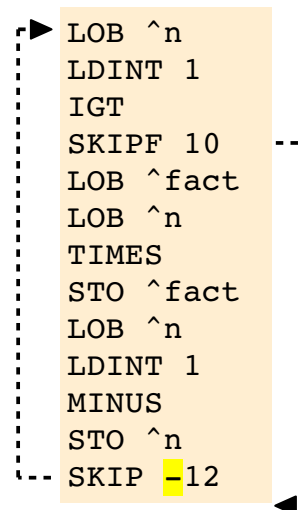 LOB ^n
LDINT 1
IGT
SKIPF 10
LOB ^fact
LOB ^n
TIMES
STO ^fact
LOB ^n
LDINT 1
MINUS
STO ^n
SKIP -12